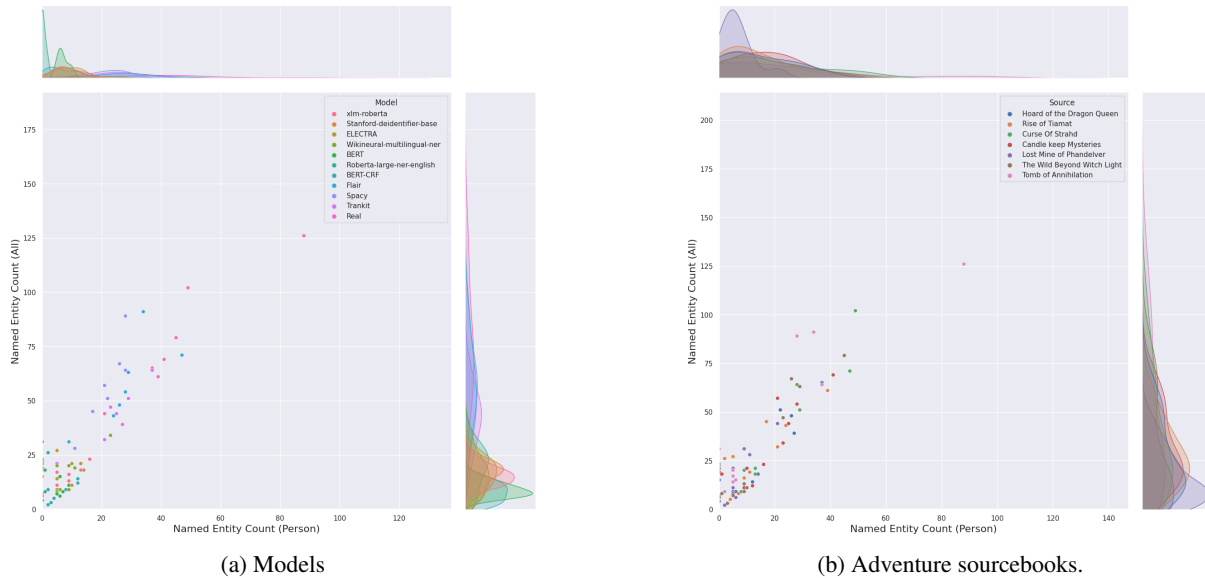 Model
xlm-roberta
Stanford-deidentifier-base
ELECTRA
Wikineural-multilingual-ner
BERT
Roberta-large-ner-english
BERT-CRF
Flair
Spacy
Trankit
Real
175
150
125
100
75
50
25
0
Named Entity Count (All)
0 20 40 60 80 100 120
Named Entity Count (Person)
(a) Models
Source
Hoard of the Dragon Queen
Rise of Tiamat
Curse Of Strahd
Candle keep Mysteries
Lost Mine of Phandelver
The Wild Beyond Witch Light
Tomb of Annihilation
200
175
150
125
100
75
50
25
0
Named Entity Count (All)
0 20 40 60 80 100 120 140
Named Entity Count (Person)
(b) Adventure sourcebooks.